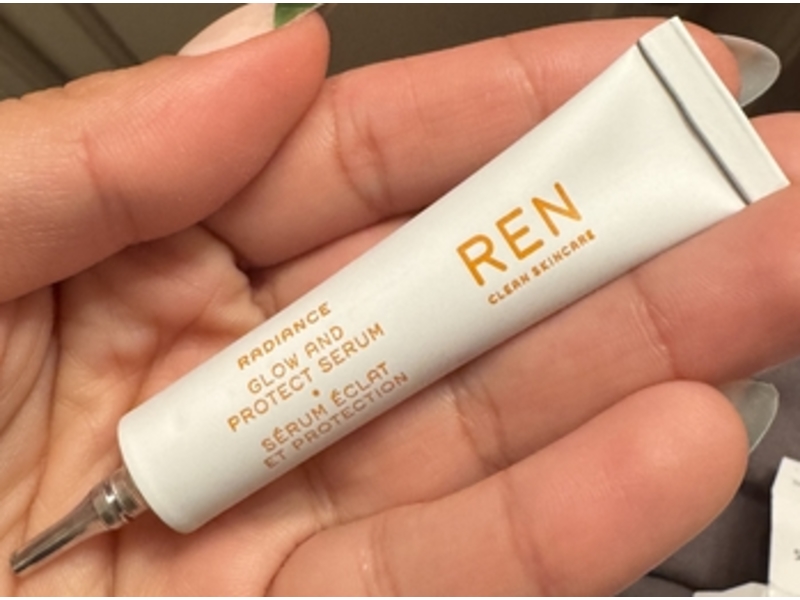 REN
CLEAN SKINCARE
RADIANCE
GLOW AND
PROTECT SERUM
•
SÉRUM ÉCLAT
ET PROTECTION